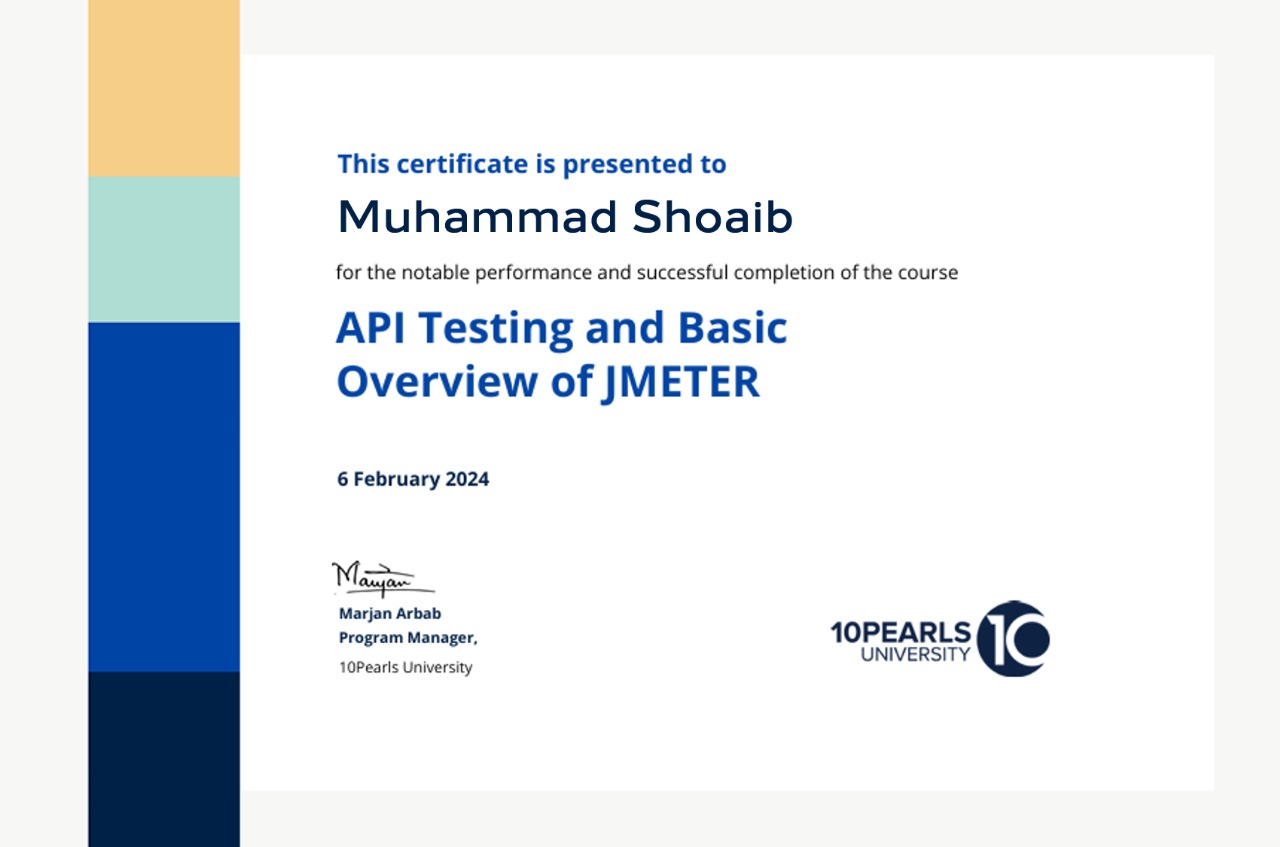 This certificate is presented to
Muhammad Shoaib
for the notable performance and successful completion of the course
API Testing and Basic
Overview of JMETER
6 February 2024
Marjan
Marjan Arbab
Program Manager,
10Pearls University
10PEARLS
UNIVERSITY
10